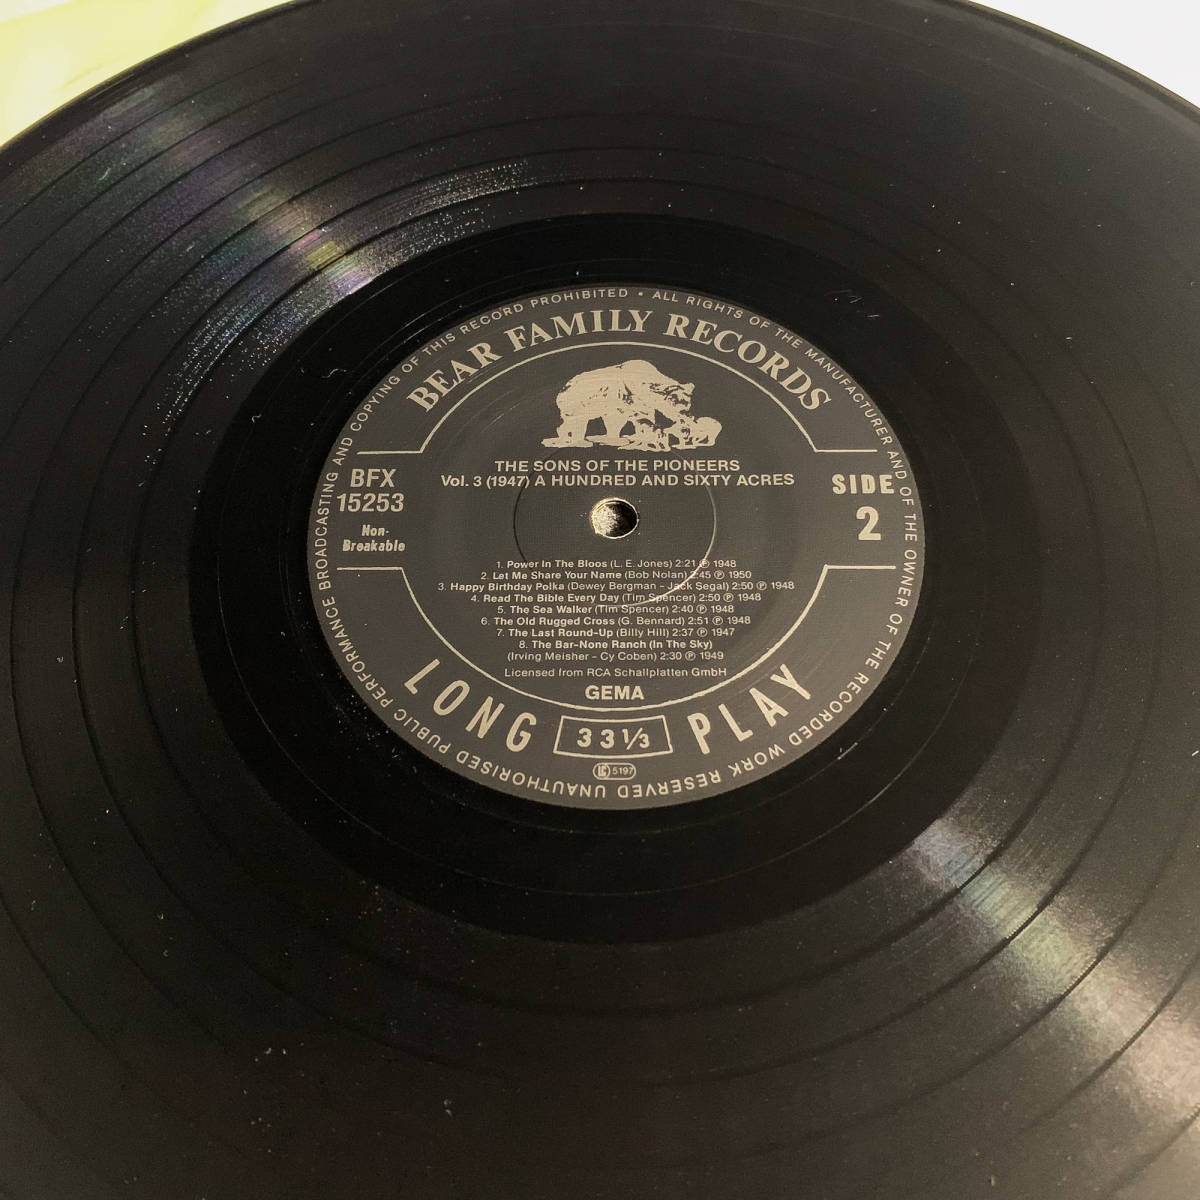 PERFORMANCE BROADCASTING AND COPYING OF THIS RECORD PROHIBITED • ALL RIGHTS OF THE MANUFACTURER AND OF THE OWNER OF THE RECORDED WORK RESERVED UNAUTHORISED PUBLIC
BEAR FAMILY RECORDS
THE SONS OF THE PIONEERS
Vol. 3 (1947) A HUNDRED AND SIXTY ACRES
BFX
15253
Non-
Breakable
SIDE
2
1. Power In The Bloos (L. E. Jones) 2:21 ℗ 1948
2. Let Me Share Your Name (Bob Nolan) 2:45 ℗ 1950
3. Happy Birthday Polka (Dewey Bergman - Jack Segal) 2:50 ℗ 1948
4. Read The Bible Every Day (Tim Spencer) 2:50 ℗ 1948
5. The Sea Walker (Tim Spencer) 2:40 ℗ 1948
6. The Old Rugged Cross (G. Bennard) 2:51 ℗ 1948
7. The Last Round-Up (Billy Hill) 2:37 ℗ 1947
8. The Bar-None Ranch (In The Sky)
(Irving Meisher - Cy Coben) 2:30 ℗ 1949
Licensed from RCA Schallplatten GmbH
GEMA
LONG 33 1/3 PLAY
LC 5197